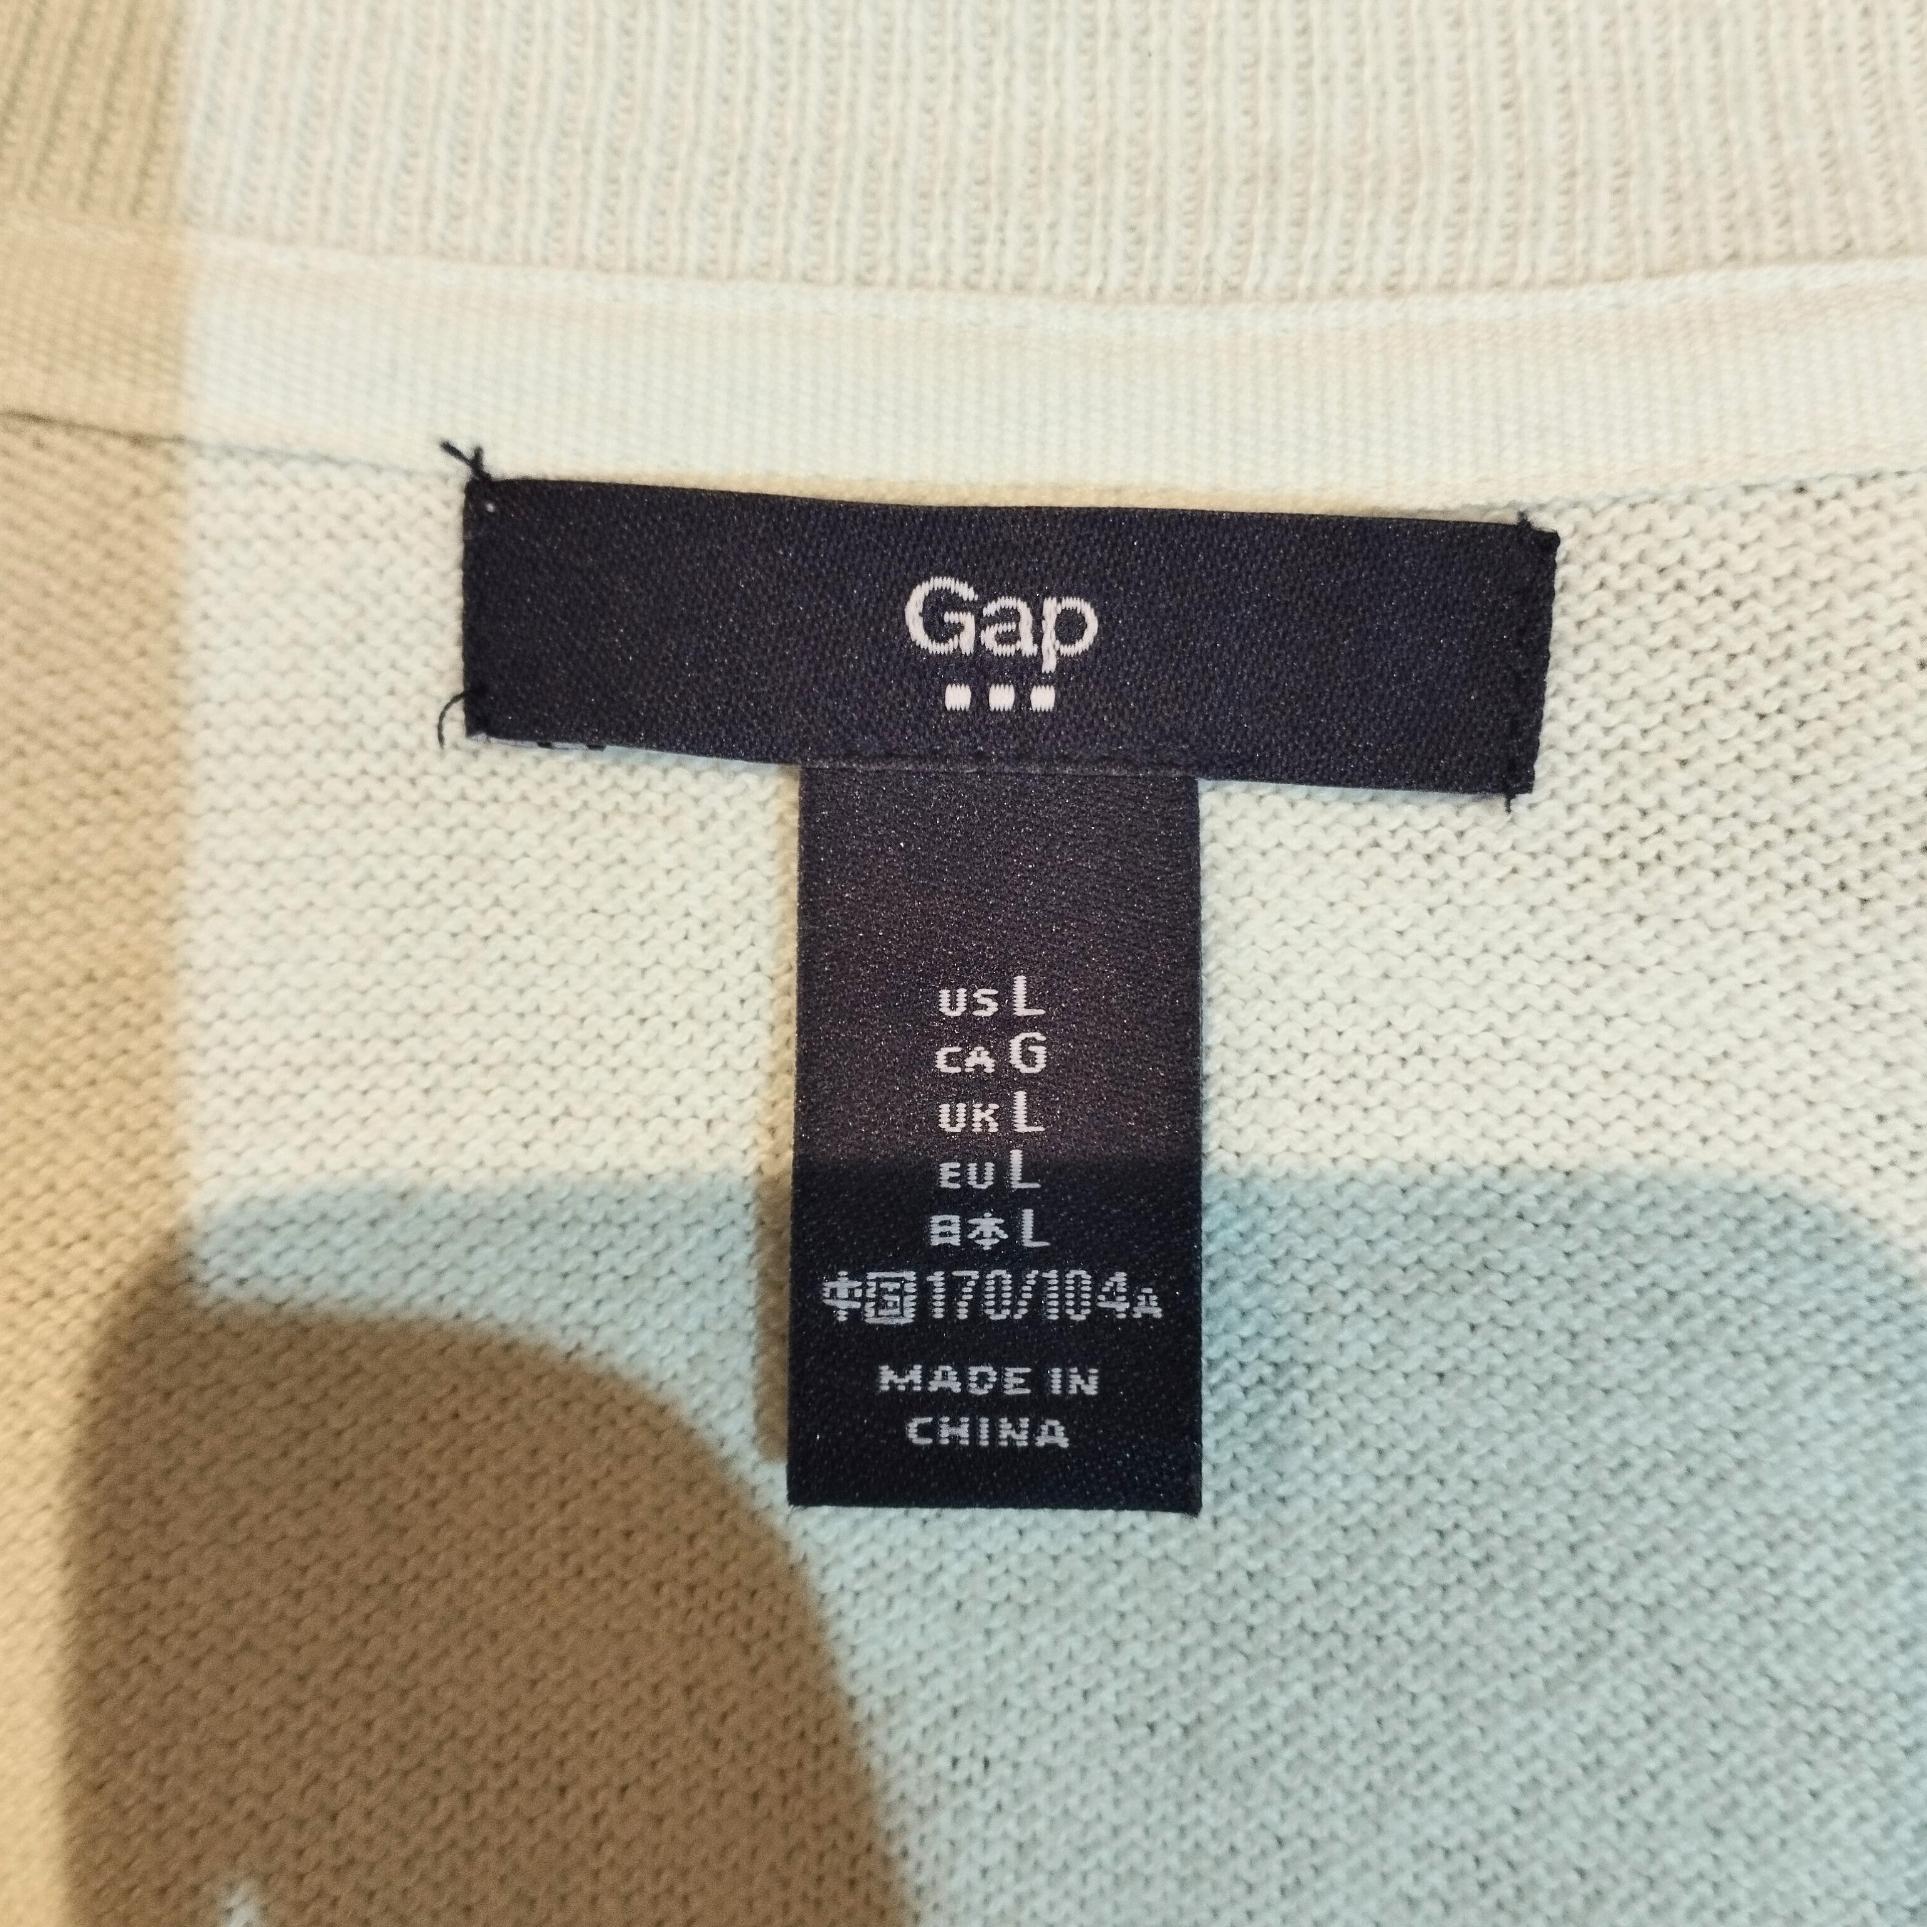 Gap
US L
CA G
UK L
EU L
日本 L
中国 170/104A
MADE IN
CHINA